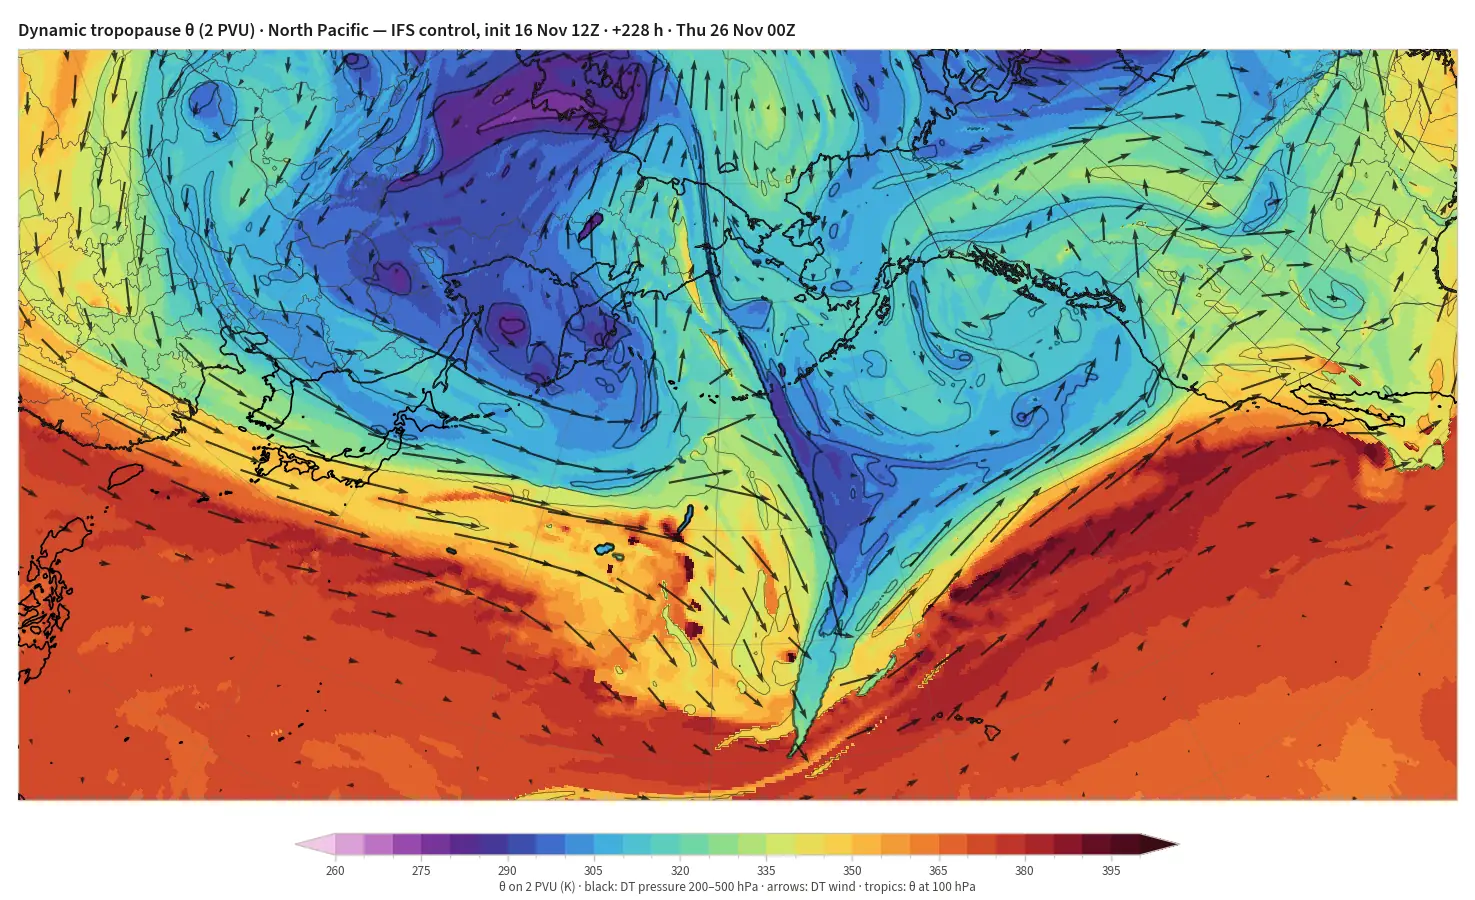 Dynamic tropopause θ (2 PVU) · North Pacific — IFS control, init 16 Nov 12Z · +228 h · Thu 26 Nov 00Z
260 275 290 305 320 335 350 365 380 395
θ on 2 PVU (K) · black: DT pressure 200–500 hPa · arrows: DT wind · tropics: θ at 100 hPa